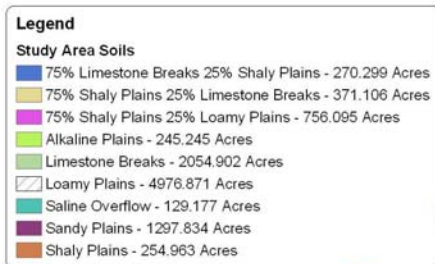 Legend
Study Area Soils
75% Limestone Breaks 25% Shaly Plains - 270.299 Acres
75% Shaly Plains 25% Limestone Breaks - 371.106 Acres
75% Shaly Plains 25% Loamy Plains - 756.095 Acres
Alkaline Plains - 245.245 Acres
Limestone Breaks - 2054.902 Acres
Loamy Plains - 4976.871 Acres
Saline Overflow - 129.177 Acres
Sandy Plains - 1297.834 Acres
Shaly Plains - 254.963 Acres